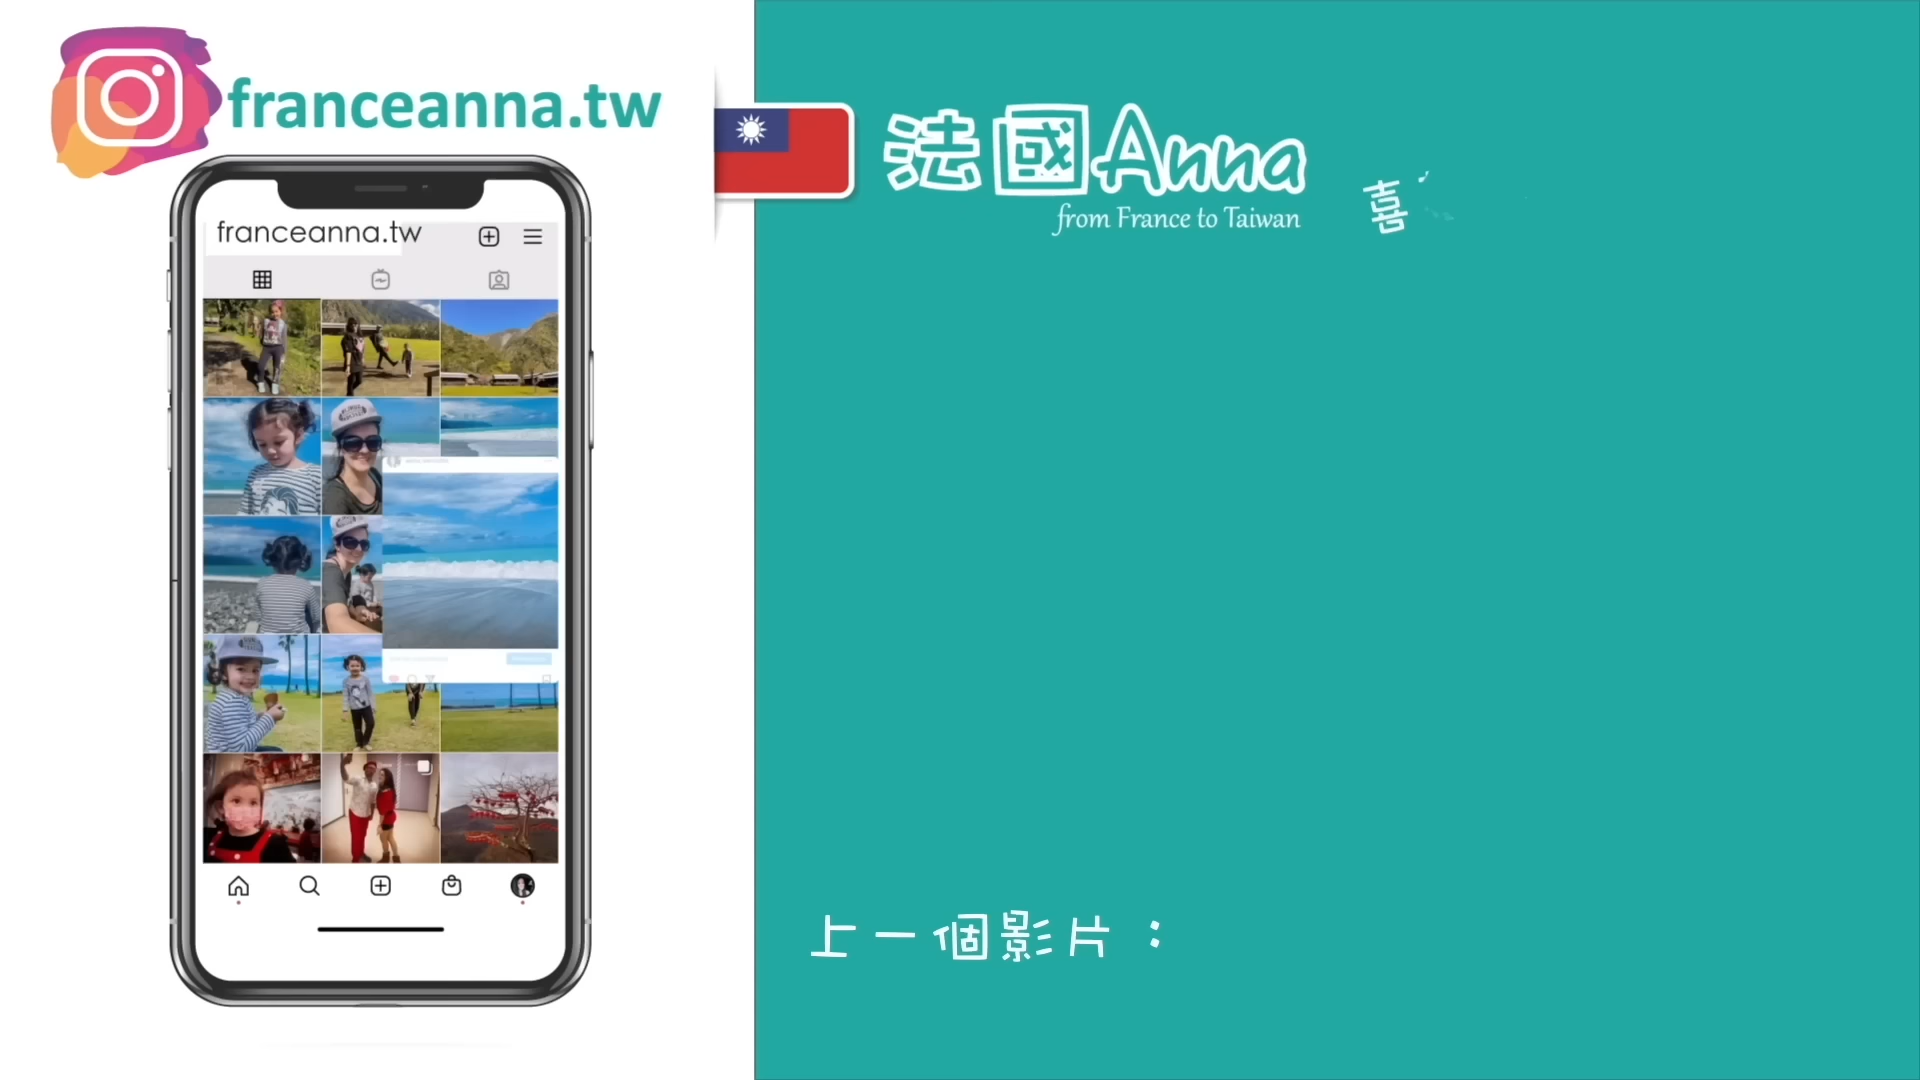 franceanna.tw
franceanna.tw
法國Anna
from France to Taiwan
喜
上一個影片：